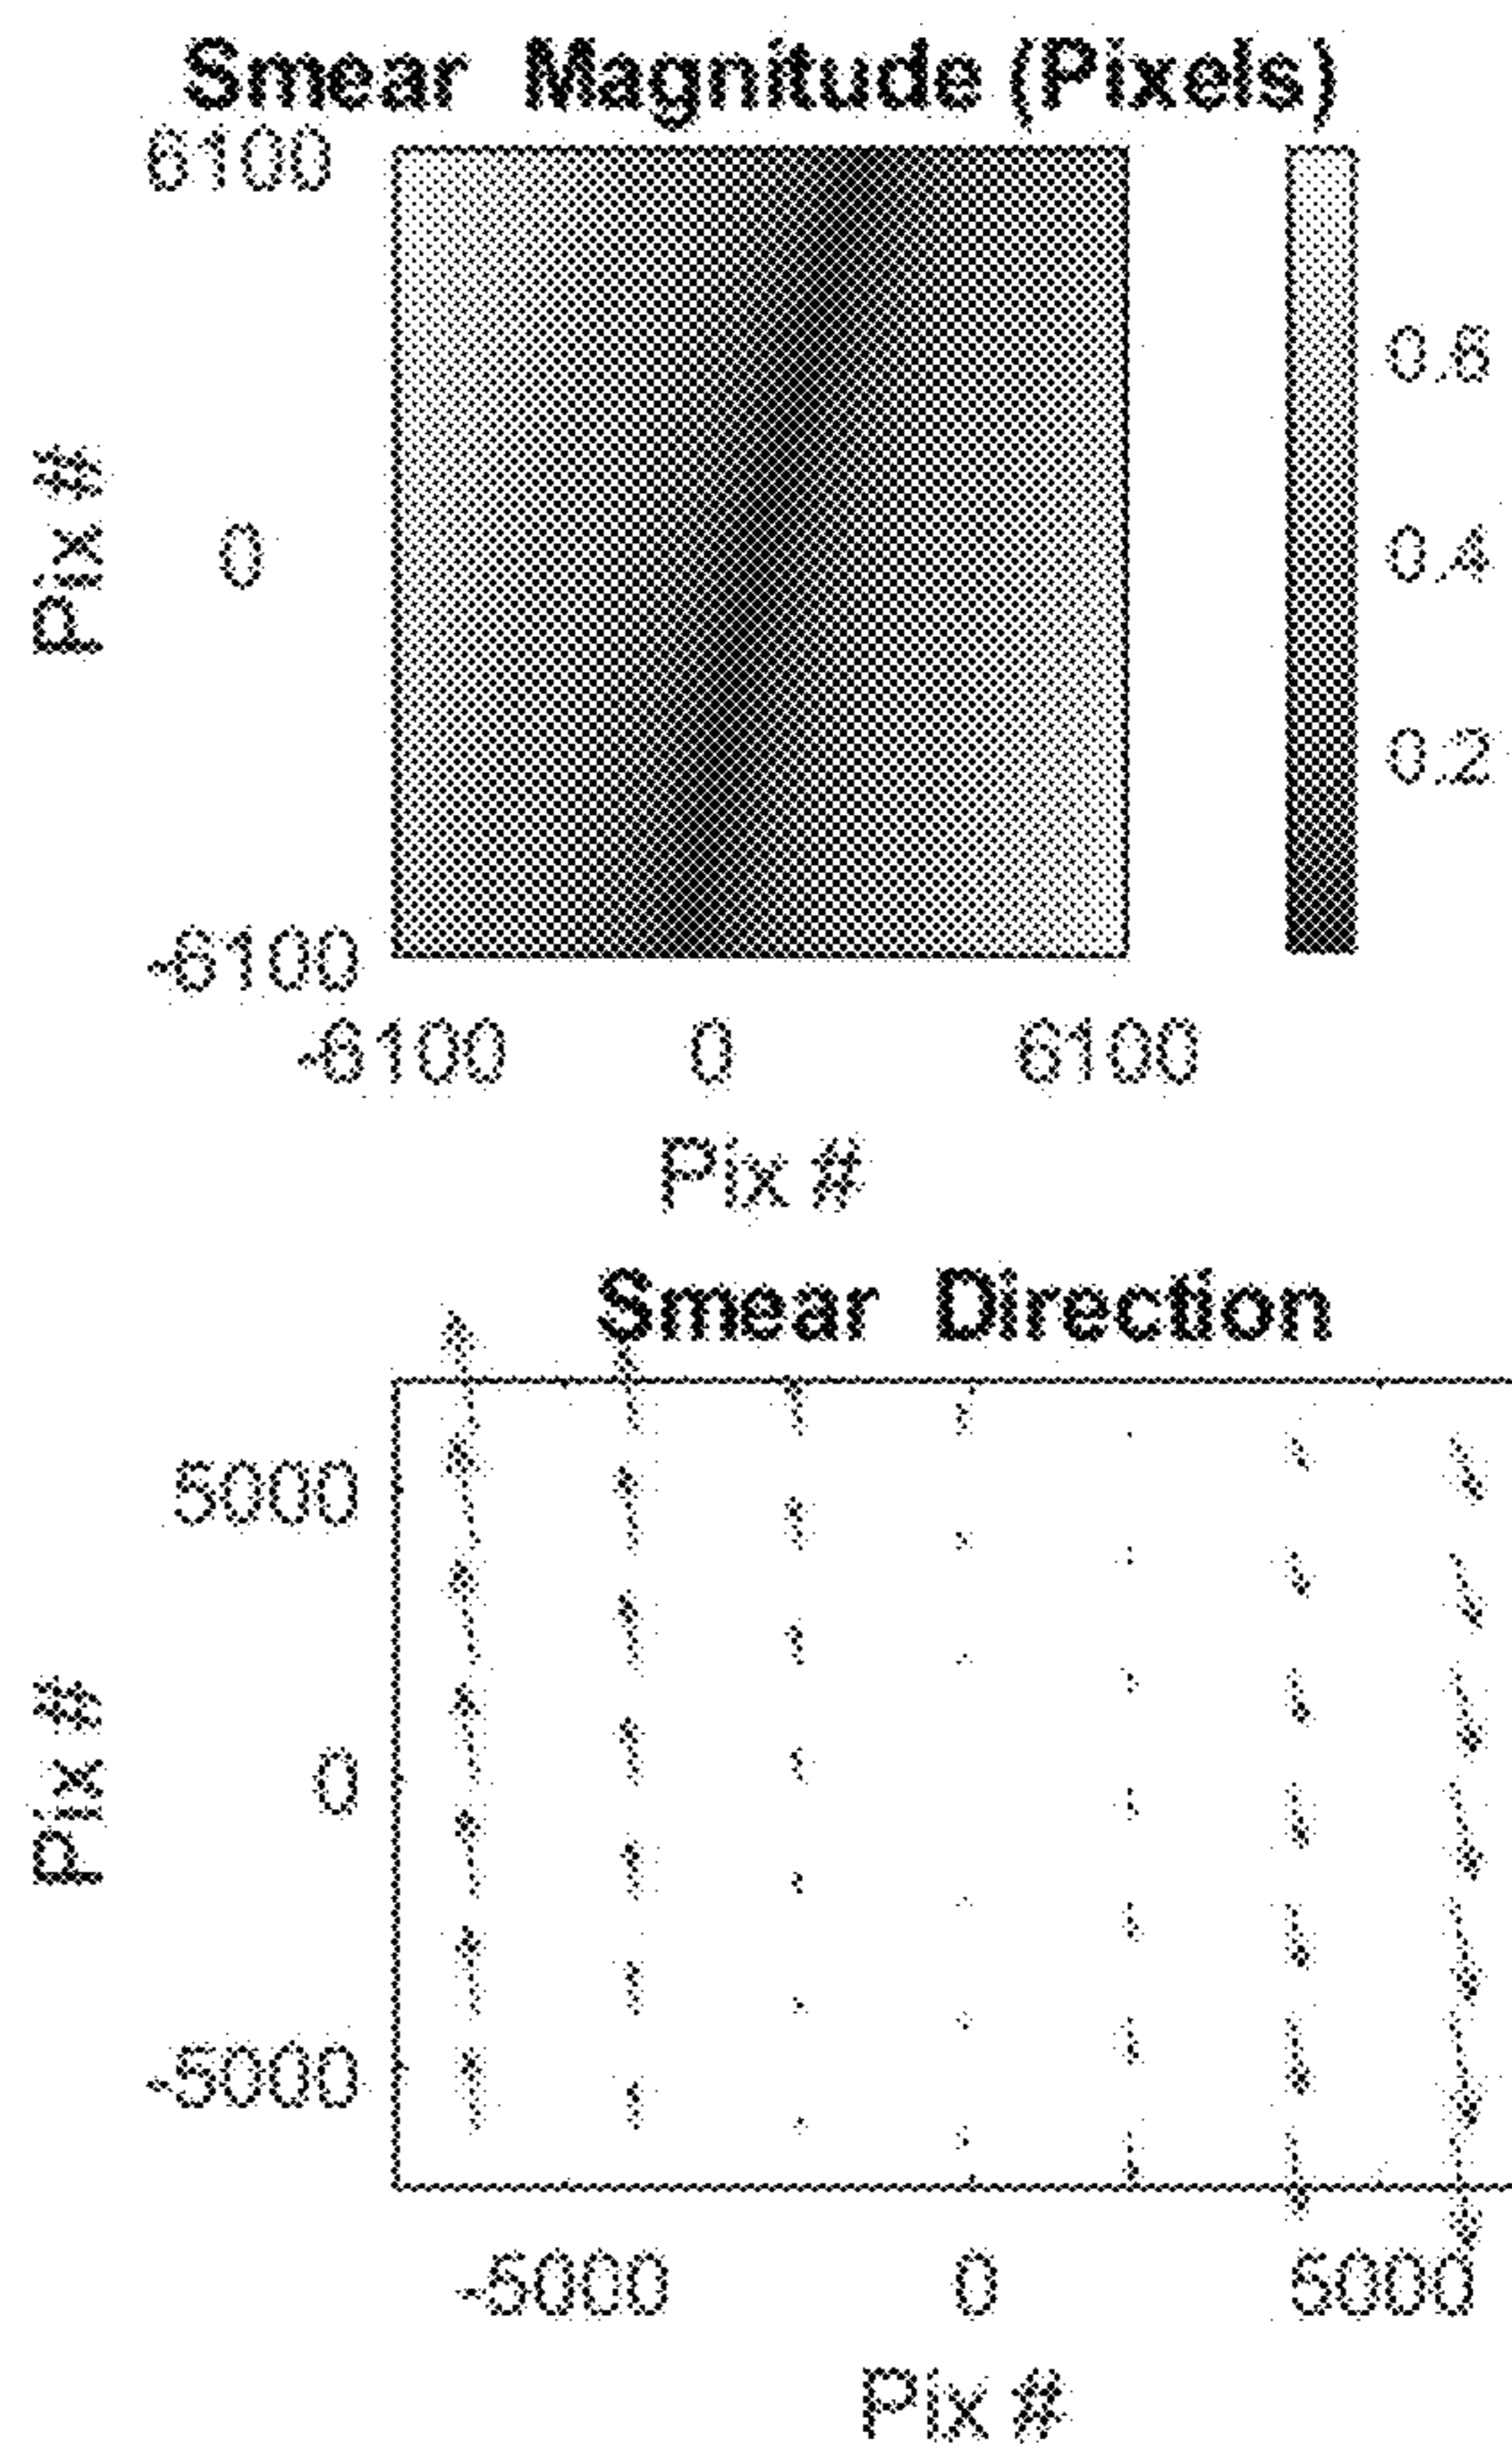 Smear Magnitude (Pixels)
6100
0.6
Pix #
0
0.4
0.2
-6100
-6100 0 6100
Pix #
Smear Direction
5000
Pix #
0
-5000
-5000 0 5000
Pix #